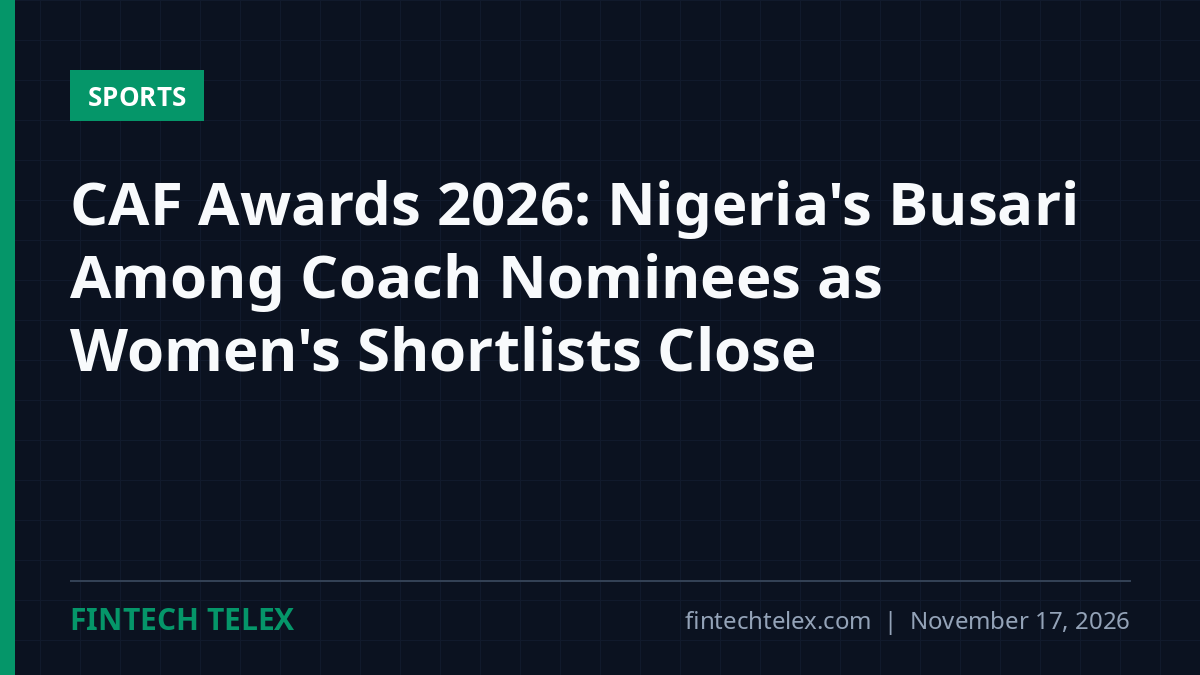 SPORTS
CAF Awards 2026: Nigeria's Busari
Among Coach Nominees as
Women's Shortlists Close
FINTECH TELEX
fintechtelex.com | November 17, 2026